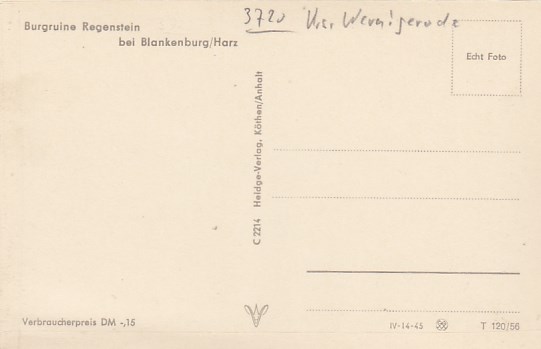 3720 Krs. Wernigerode
Burgruine Regenstein
bei Blankenburg/Harz
Echt Foto
C 2214 Heldge-Verlag, Köthen/Anhalt
Verbraucherpreis DM -,15
IV-14-45
T 120/56